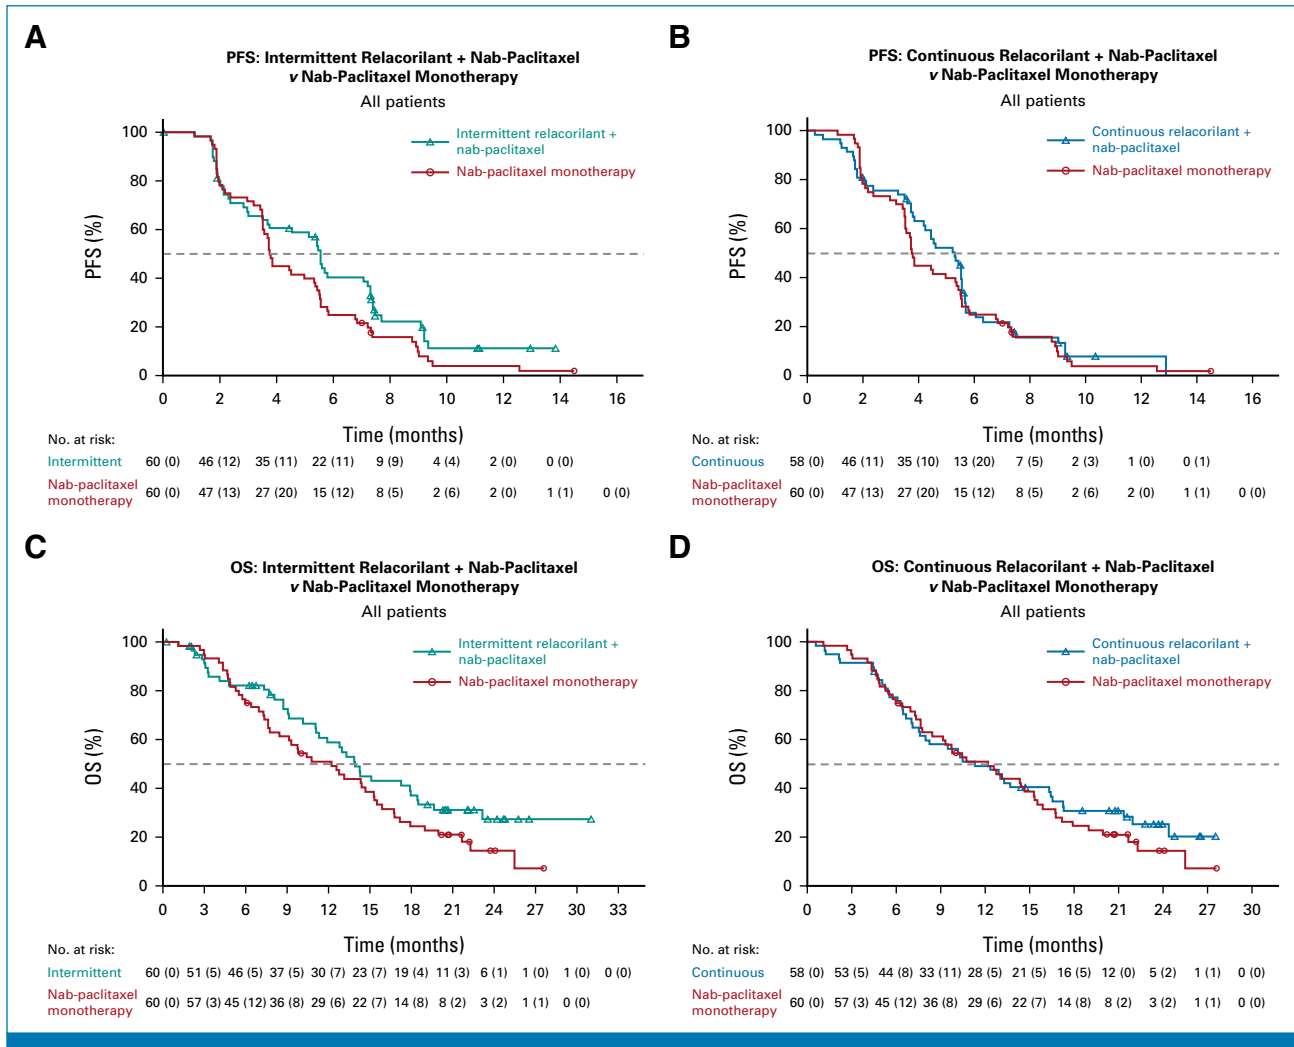 A
PFS: Intermittent Relacorilant + Nab-Paclitaxel
v Nab-Paclitaxel Monotherapy
All patients
Intermittent relacorilant +
nab-paclitaxel
Nab-paclitaxel monotherapy
PFS (%)
100
80
60
40
20
0
0 2 4 6 8 10 12 14 16
Time (months)
No. at risk:
Intermittent 60 (0) 46 (12) 35 (11) 22 (11) 9 (9) 4 (4) 2 (0) 0 (0)
Nab-paclitaxel
monotherapy 60 (0) 47 (13) 27 (20) 15 (12) 8 (5) 2 (6) 2 (0) 1 (1) 0 (0)
B
PFS: Continuous Relacorilant + Nab-Paclitaxel
v Nab-Paclitaxel Monotherapy
All patients
Continuous relacorilant +
nab-paclitaxel
Nab-paclitaxel monotherapy
PFS (%)
100
80
60
40
20
0
0 2 4 6 8 10 12 14 16
Time (months)
No. at risk:
Continuous 58 (0) 46 (11) 35 (10) 13 (20) 7 (5) 2 (3) 1 (0) 0 (1)
Nab-paclitaxel
monotherapy 60 (0) 47 (13) 27 (20) 15 (12) 8 (5) 2 (6) 2 (0) 1 (1) 0 (0)
C
OS: Intermittent Relacorilant + Nab-Paclitaxel
v Nab-Paclitaxel Monotherapy
All patients
Intermittent relacorilant +
nab-paclitaxel
Nab-paclitaxel monotherapy
OS (%)
100
80
60
40
20
0
0 3 6 9 12 15 18 21 24 27 30 33
Time (months)
No. at risk:
Intermittent 60 (0) 51 (5) 46 (5) 37 (5) 30 (7) 23 (7) 19 (4) 11 (3) 6 (1) 1 (0) 1 (0) 0 (0)
Nab-paclitaxel
monotherapy 60 (0) 57 (3) 45 (12) 36 (8) 29 (6) 22 (7) 14 (8) 8 (2) 3 (2) 1 (1) 0 (0)
D
OS: Continuous Relacorilant + Nab-Paclitaxel
v Nab-Paclitaxel Monotherapy
All patients
Continuous relacorilant +
nab-paclitaxel
Nab-paclitaxel monotherapy
OS (%)
100
80
60
40
20
0
0 3 6 9 12 15 18 21 24 27 30
Time (months)
No. at risk:
Continuous 58 (0) 53 (5) 44 (8) 33 (11) 28 (5) 21 (5) 16 (5) 12 (0) 5 (2) 1 (1) 0 (0)
Nab-paclitaxel
monotherapy 60 (0) 57 (3) 45 (12) 36 (8) 29 (6) 22 (7) 14 (8) 8 (2) 3 (2) 1 (1) 0 (0)